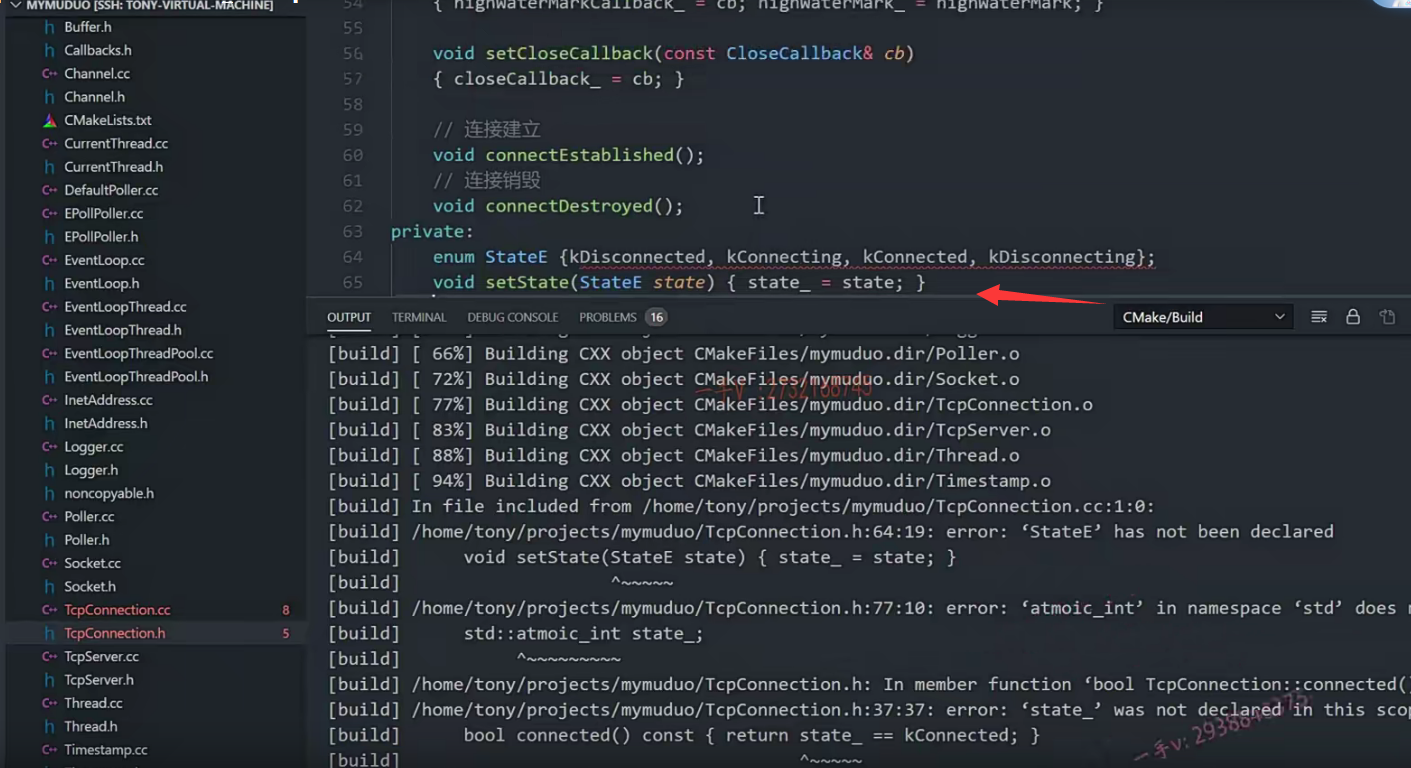 MYMUDUO [SSH: TONY-VIRTUAL-MACHINE]
Buffer.h
Callbacks.h
Channel.cc
Channel.h
CMakeLists.txt
CurrentThread.cc
CurrentThread.h
DefaultPoller.cc
EPollPoller.cc
EPollPoller.h
EventLoop.cc
EventLoop.h
EventLoopThread.cc
EventLoopThread.h
EventLoopThreadPool.cc
EventLoopThreadPool.h
InetAddress.cc
InetAddress.h
Logger.cc
Logger.h
noncopyable.h
Poller.cc
Poller.h
Socket.cc
Socket.h
TcpConnection.cc 8
TcpConnection.h 5
TcpServer.cc
TcpServer.h
Thread.cc
Thread.h
Timestamp.cc
54 { highWaterMarkCallback_ = cb; highWaterMark_ = highWaterMark; }
55
56 void setCloseCallback(const CloseCallback& cb)
57 { closeCallback_ = cb; }
58
59 // 连接建立
60 void connectEstablished();
61 // 连接销毁
62 void connectDestroyed();
63 private:
64 enum StateE {kDisconnected, kConnecting, kConnected, kDisconnecting};
65 void setState(StateE state) { state_ = state; }
OUTPUT TERMINAL DEBUG CONSOLE PROBLEMS 16 CMake/Build
[build] [ 66%] Building CXX object CMakeFiles/mymuduo.dir/Poller.o
[build] [ 72%] Building CXX object CMakeFiles/mymuduo.dir/Socket.o
[build] [ 77%] Building CXX object CMakeFiles/mymuduo.dir/TcpConnection.o
[build] [ 83%] Building CXX object CMakeFiles/mymuduo.dir/TcpServer.o
[build] [ 88%] Building CXX object CMakeFiles/mymuduo.dir/Thread.o
[build] [ 94%] Building CXX object CMakeFiles/mymuduo.dir/Timestamp.o
[build] In file included from /home/tony/projects/mymuduo/TcpConnection.cc:1:0:
[build] /home/tony/projects/mymuduo/TcpConnection.h:64:19: error: ‘StateE’ has not been declared
[build] void setState(StateE state) { state_ = state; }
[build] ^~~~~~
[build] /home/tony/projects/mymuduo/TcpConnection.h:77:10: error: ‘atmoic_int’ in namespace ‘std’ does
[build] std::atmoic_int state_;
[build] ^~~~~~~~~~
[build] /home/tony/projects/mymuduo/TcpConnection.h: In member function ‘bool TcpConnection::connected()
[build] /home/tony/projects/mymuduo/TcpConnection.h:37:37: error: ‘state_’ was not declared in this scop
[build] bool connected() const { return state_ == kConnected; }
[build] ^~~~~~